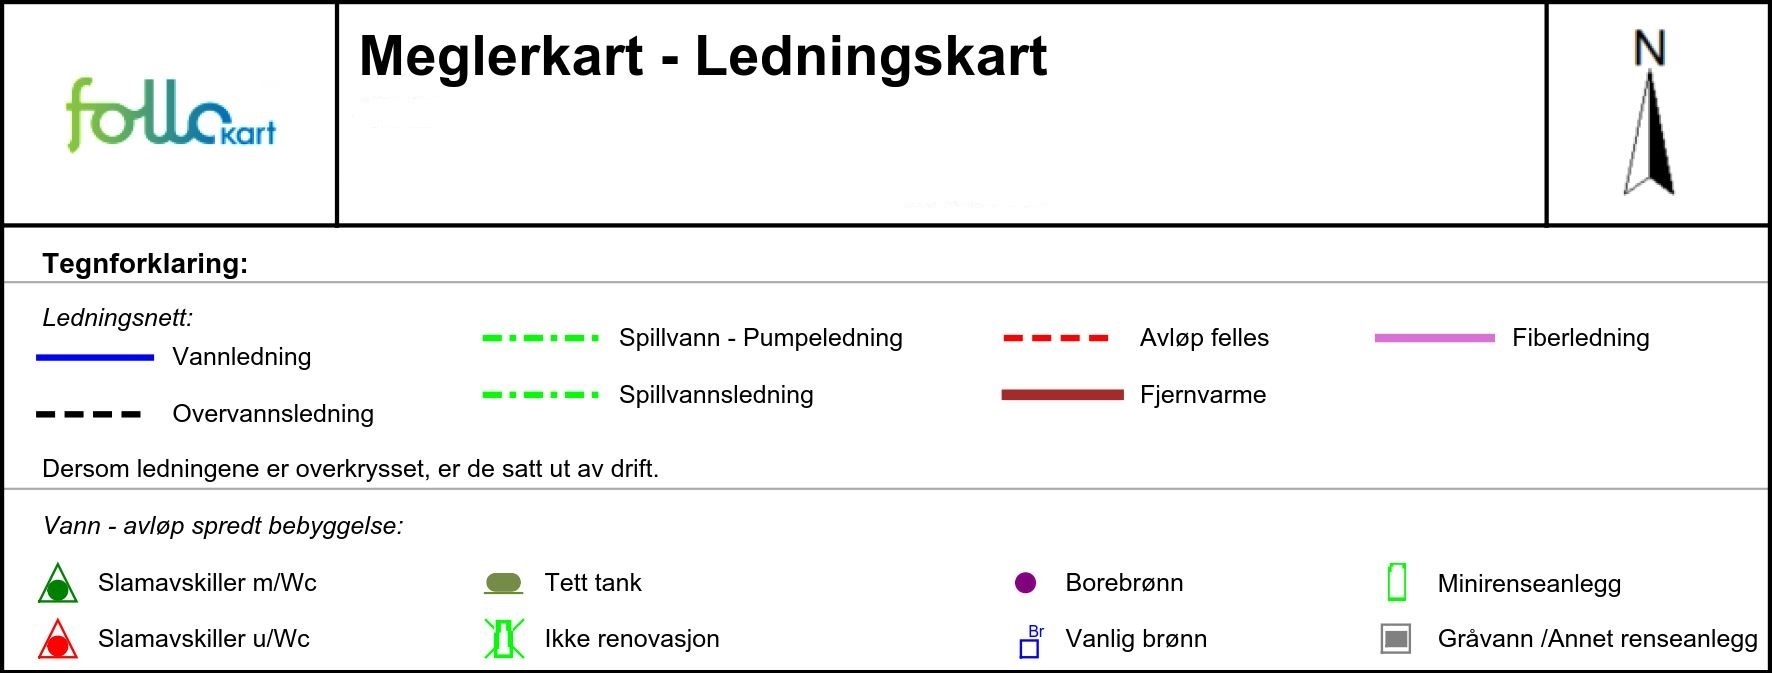 follo kart
Meglerkart - Ledningskart
N
Tegnforklaring:
Ledningsnett:
Vannledning
Overvannsledning
Spillvann - Pumpeledning
Spillvannsledning
Avløp felles
Fjernvarme
Fiberledning
Dersom ledningene er overkrysset, er de satt ut av drift.
Vann - avløp spredt bebyggelse:
Slamavskiller m/Wc
Slamavskiller u/Wc
Tett tank
Ikke renovasjon
Borebrønn
Br
Vanlig brønn
Minirenseanlegg
Gråvann /Annet renseanlegg